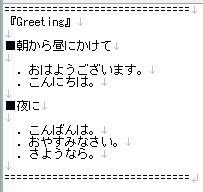 ================================
『Greeting』↓
↓
■朝から昼にかけて↓
↓
．おはようございます。↓
．こんにちは。↓
↓
■夜に↓
↓
．こんばんは。↓
．おやすみなさい。↓
．さようなら。↓
↓
================================↓